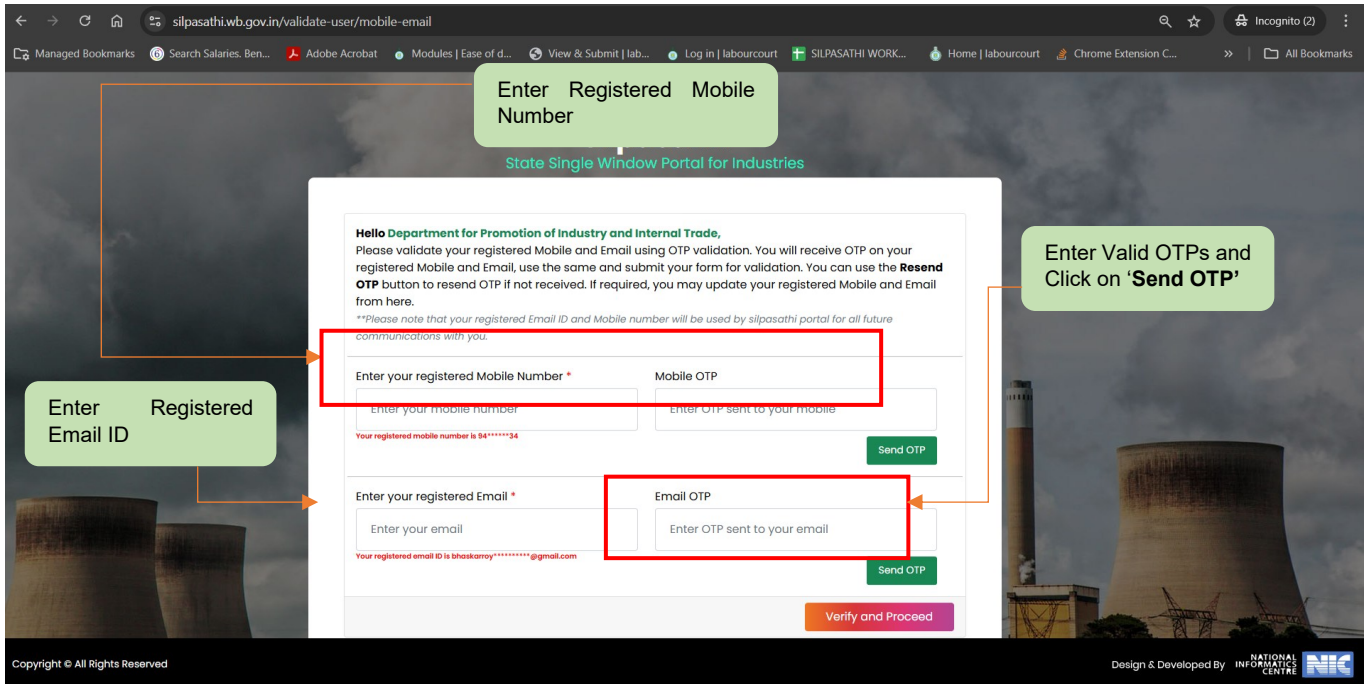 silpasathi.wb.gov.in/validate-user/mobile-email
Incognito (2)
Managed Bookmarks
Search Salaries. Ben...
Adobe Acrobat
Modules | Ease of d...
View & Submit | lab...
Log in | labourcourt
SILPASATHI WORK...
Home | labourcourt
Chrome Extension C...
»
All Bookmarks
Enter Registered Mobile
Number
State Single Window Portal for Industries
Hello Department for Promotion of Industry and Internal Trade,
Please validate your registered Mobile and Email using OTP validation. You will receive OTP on your
registered Mobile and Email, use the same and submit your form for validation. You can use the Resend
OTP button to resend OTP if not received. If required, you may update your registered Mobile and Email
from here.
**Please note that your registered Email ID and Mobile number will be used by silpasathi portal for all future
communications with you.
Enter Valid OTPs and
Click on ‘Send OTP’
Enter your registered Mobile Number *
Mobile OTP
Enter your mobile number
Enter OTP sent to your mobile
Your registered mobile number is 94******34
Send OTP
Enter Registered
Email ID
Enter your registered Email *
Email OTP
Enter your email
Enter OTP sent to your email
Your registered email ID is bhaskarroy**********@gmail.com
Send OTP
Verify and Proceed
Copyright © All Rights Reserved
Design & Developed By
NATIONAL
INFORMATICS
CENTRE
NIC